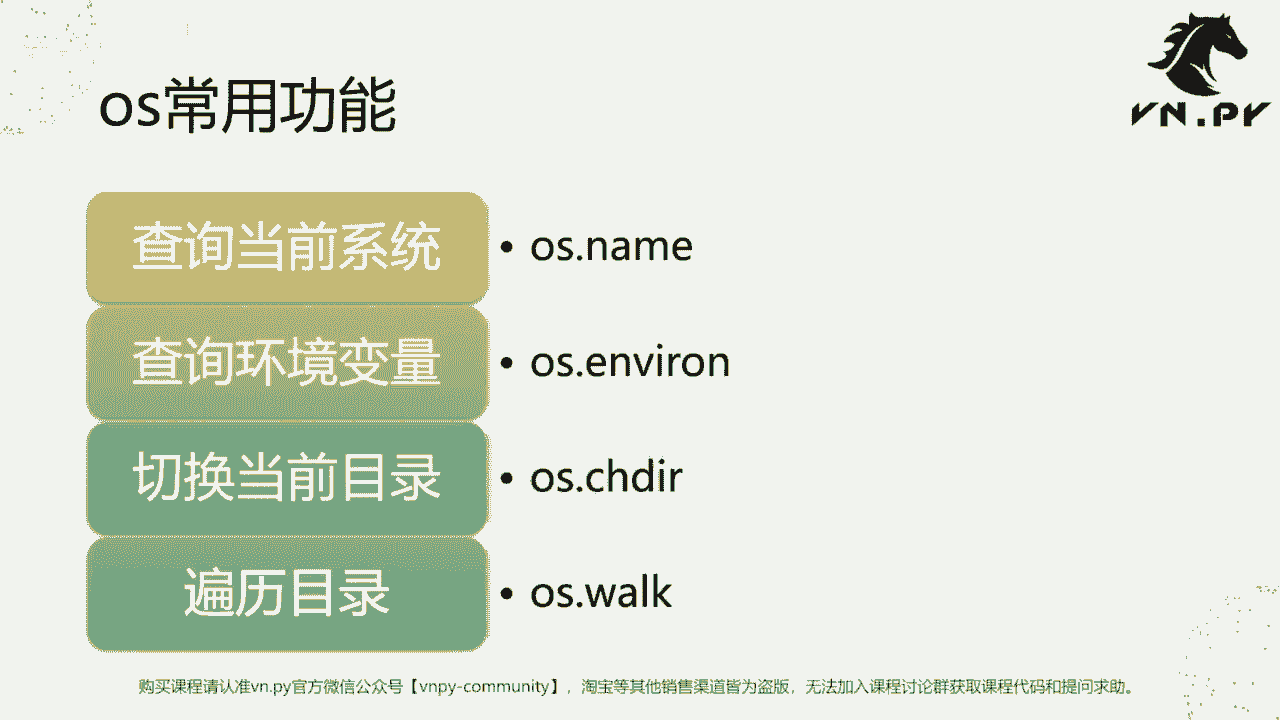 VN.PY
os常用功能
查询当前系统
• os.name
查询环境变量
• os.environ
切换当前目录
• os.chdir
遍历目录
• os.walk
购买课程请认准vn.py官方微信公众号【vnpy-community】，淘宝等其他销售渠道皆为盗版，无法加入课程讨论群获取课程代码和提问求助。